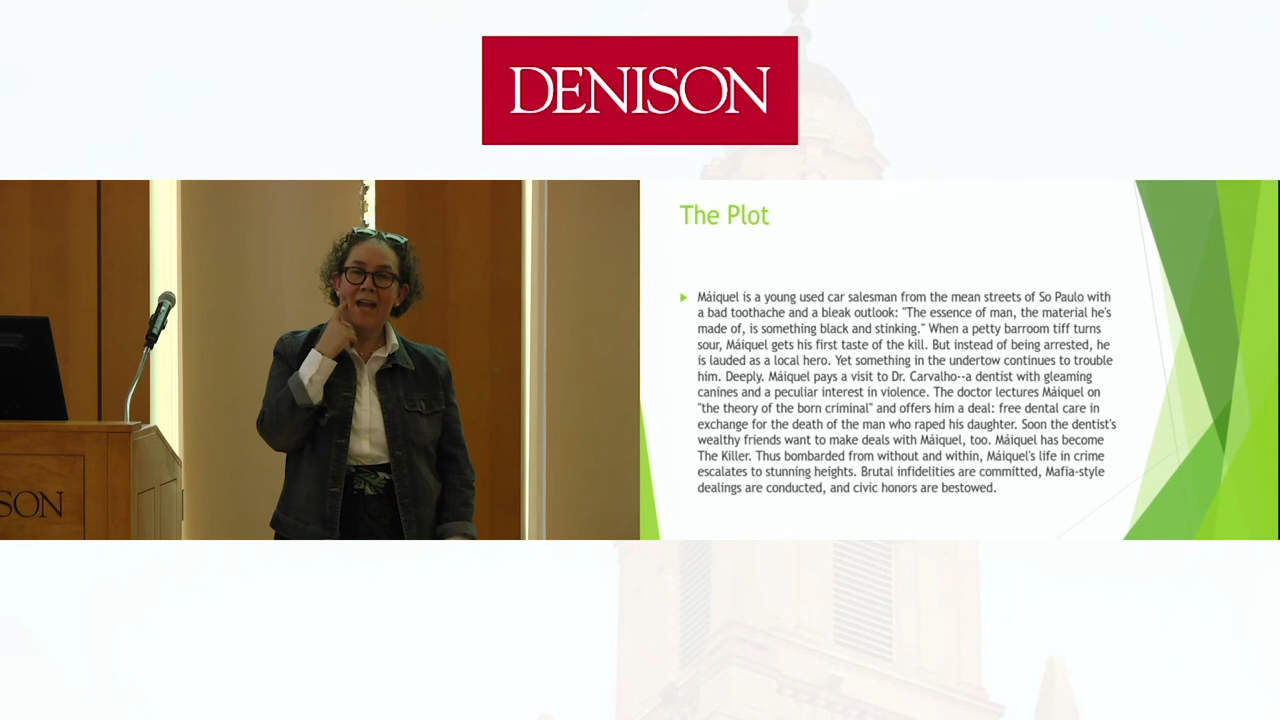 DENISON
The Plot
Máiquel is a young used car salesman from the mean streets of So Paulo with
a bad toothache and a bleak outlook: "The essence of man, the material he's
made of, is something black and stinking." When a petty barroom tiff turns
sour, Máiquel gets his first taste of the kill. But instead of being arrested, he
is lauded as a local hero. Yet something in the undertow continues to trouble
him. Deeply. Máiquel pays a visit to Dr. Carvalho--a dentist with gleaming
canines and a peculiar interest in violence. The doctor lectures Máiquel on
"the theory of the born criminal" and offers him a deal: free dental care in
exchange for the death of the man who raped his daughter. Soon the dentist's
wealthy friends want to make deals with Máiquel, too. Máiquel has become
The Killer. Thus bombarded from without and within, Máiquel's life in crime
escalates to stunning heights. Brutal infidelities are committed, Mafia-style
dealings are conducted, and civic honors are bestowed.
SON